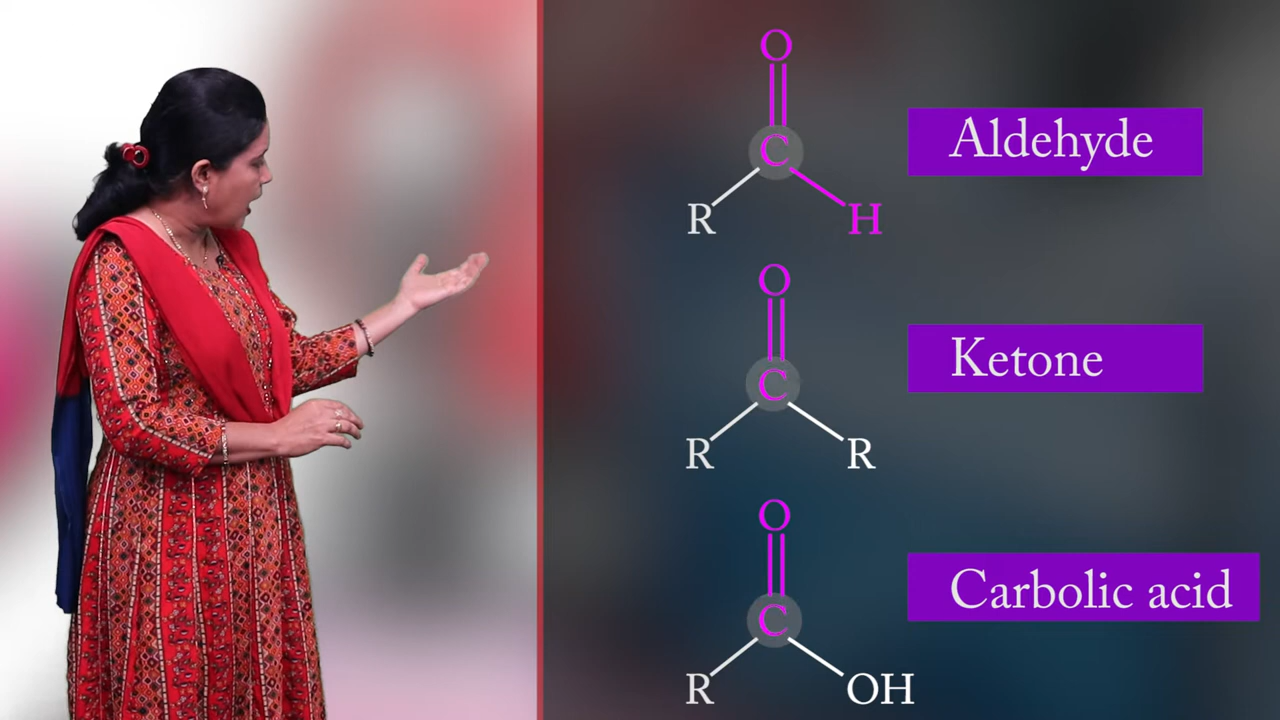 O
C
R H
Aldehyde
O
C
R R
Ketone
O
C
R OH
Carbolic acid